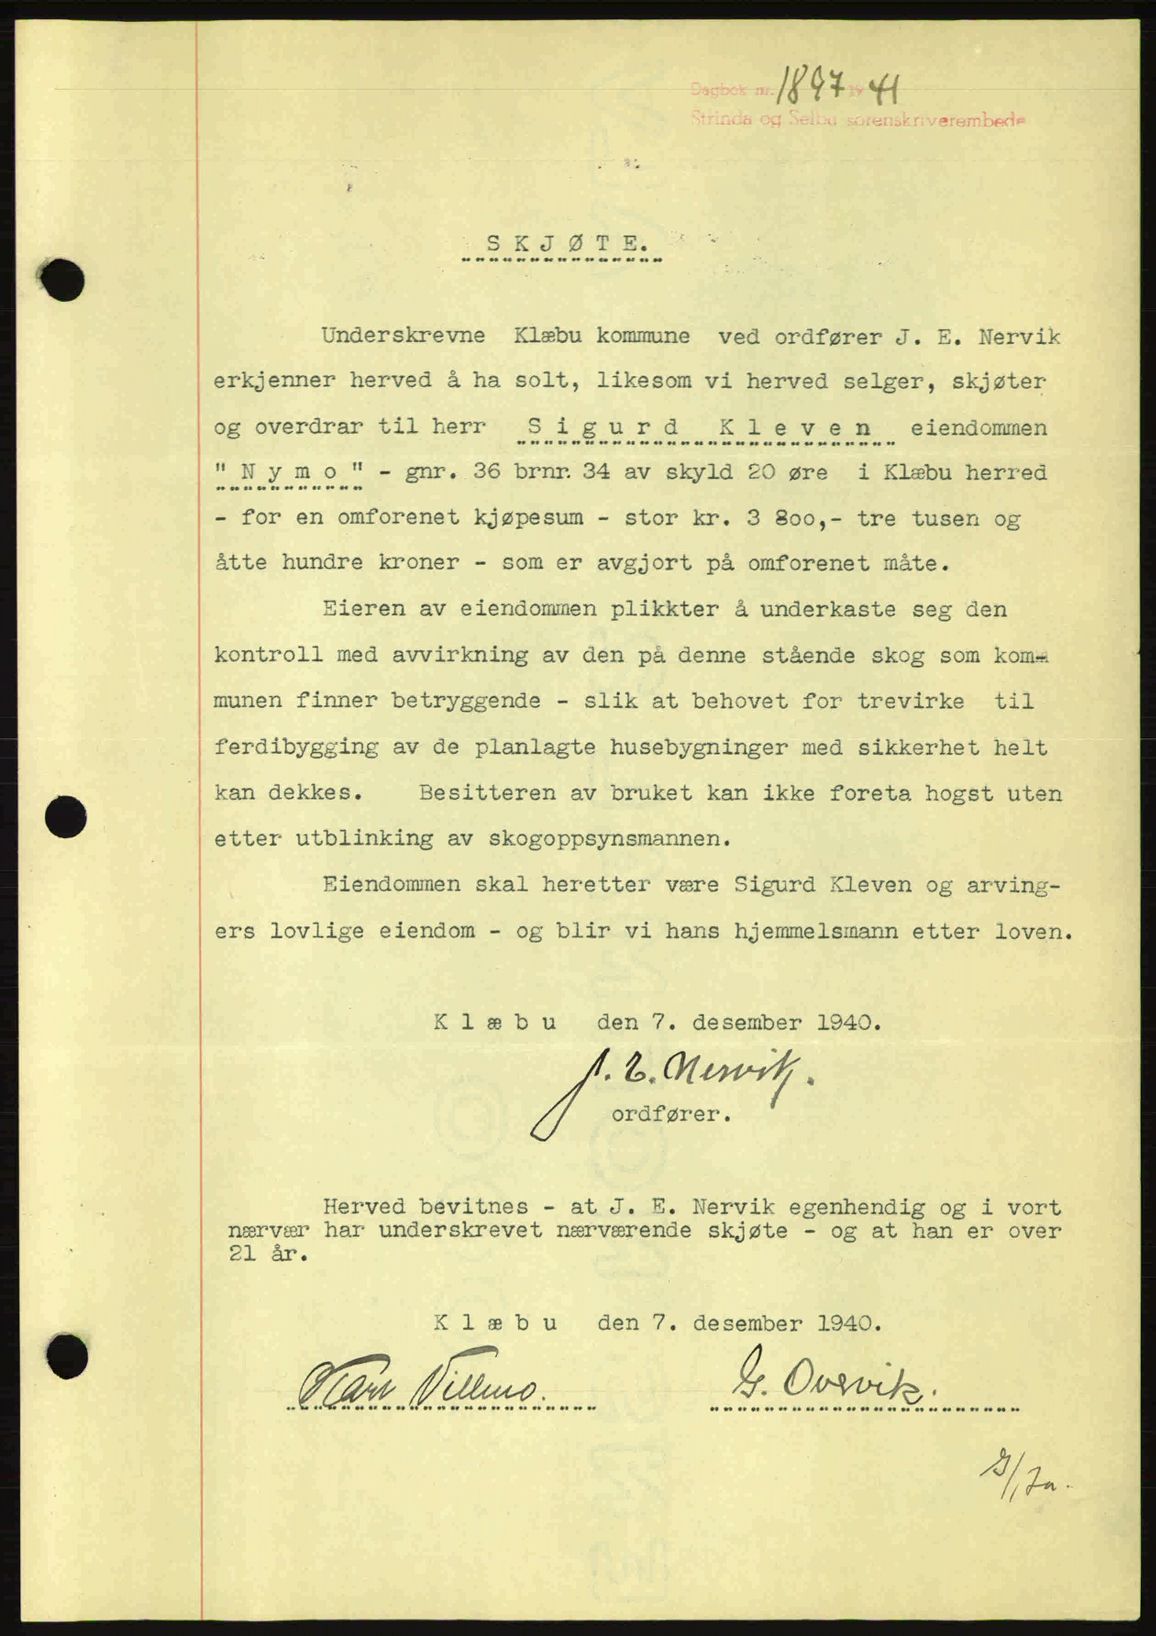 Dagbok nr. 1897 1941
Strinda og Selbu sorenskriverembede
S K J Ø T E.
Underskrevne Klæbu kommune ved ordfører J. E. Nervik
erkjenner herved å ha solt, likesom vi herved selger, skjøter
og overdrar til herr S i g u r d K l e v e n eiendommen
" N y m o " - gnr. 36 brnr. 34 av skyld 20 øre i Klæbu herred
- for en omforenet kjøpesum - stor kr. 3 800,- tre tusen og
åtte hundre kroner - som er avgjort på omforenet måte.
Eieren av eiendommen plikkter å underkaste seg den
kontroll med avvirkning av den på denne stående skog som kom-
munen finner betryggende - slik at behovet for trevirke til
ferdibygging av de planlagte husebygninger med sikkerhet helt
kan dekkes. Besitteren av bruket kan ikke foreta hogst uten
etter utblinking av skogoppsynsmannen.
Eiendommen skal heretter være Sigurd Kleven og arving-
ers lovlige eiendom - og blir vi hans hjemmelsmann etter loven.
K l æ b u den 7. desember 1940.
J. E. Nervik.
ordfører.
Herved bevitnes - at J. E. Nervik egenhendig og i vort
nærvær har underskrevet nærværende skjøte - og at han er over
21 år.
K l æ b u den 7. desember 1940.
Karl Villmo. G. Overvik.